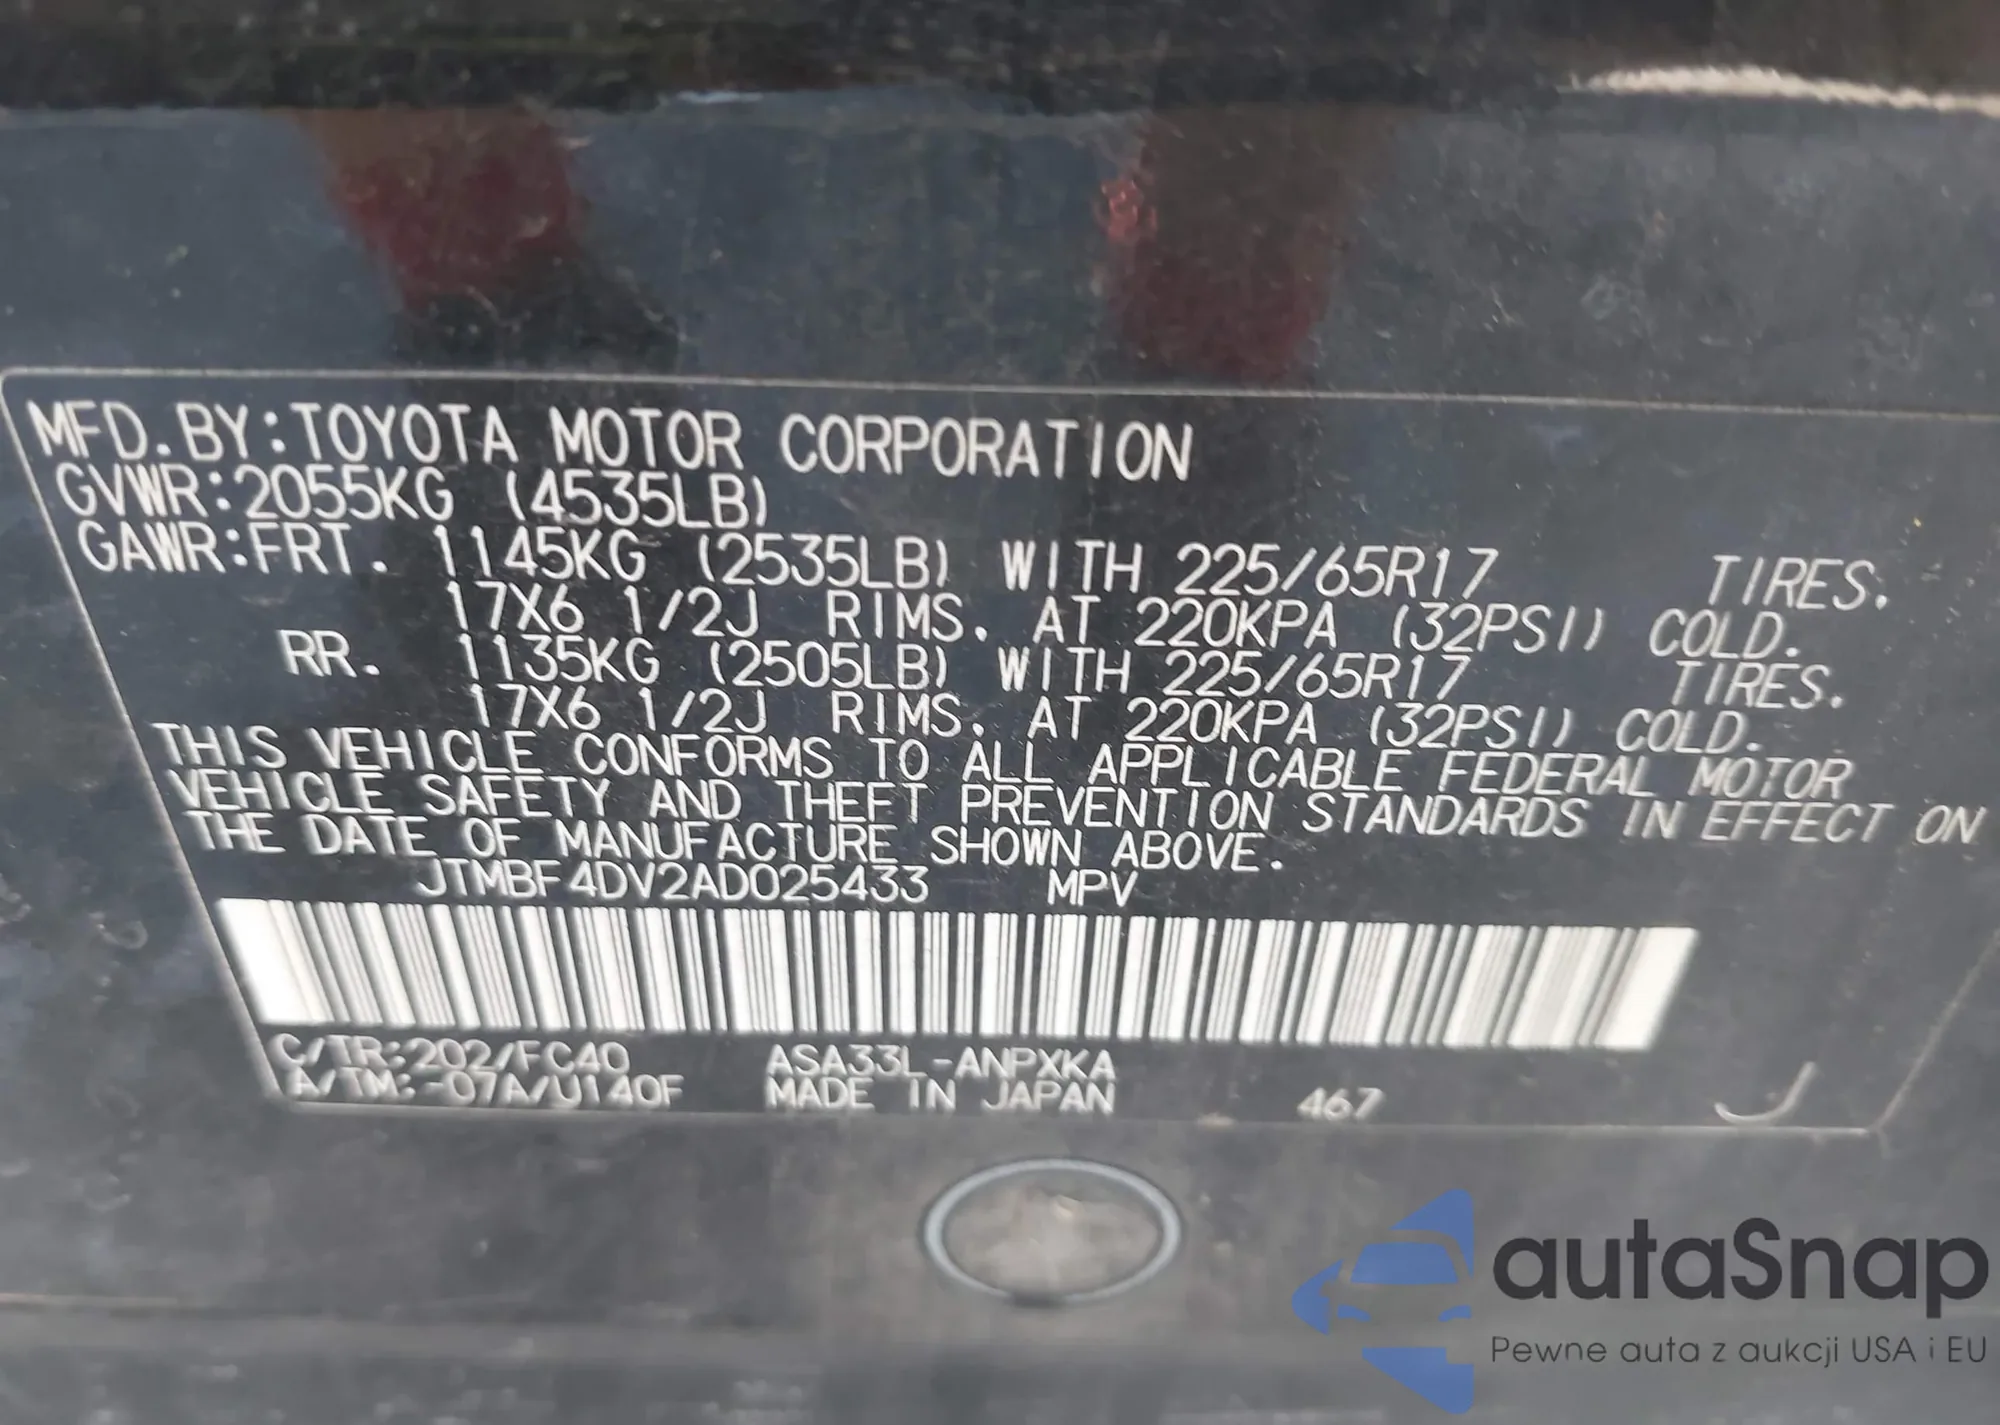 MFD.BY:TOYOTA MOTOR CORPORATION
GVWR:2055KG (4535LB)
GAWR:FRT. 1145KG (2535LB) WITH 225/65R17 TIRES.
17X6 1/2J RIMS. AT 220KPA (32PSI) COLD.
RR. 1135KG (2505LB) WITH 225/65R17 TIRES.
17X6 1/2J RIMS. AT 220KPA (32PSI) COLD.
THIS VEHICLE CONFORMS TO ALL APPLICABLE FEDERAL MOTOR
VEHICLE SAFETY AND THEFT PREVENTION STANDARDS IN EFFECT ON
THE DATE OF MANUFACTURE SHOWN ABOVE.
JTMBF4DV2AD025433 MPV
C/TR:202/FC40 ASA33L-ANPXKA
A/TM:-07A/U140F MADE IN JAPAN 467 J
autaSnap
Pewne auta z aukcji USA i EU